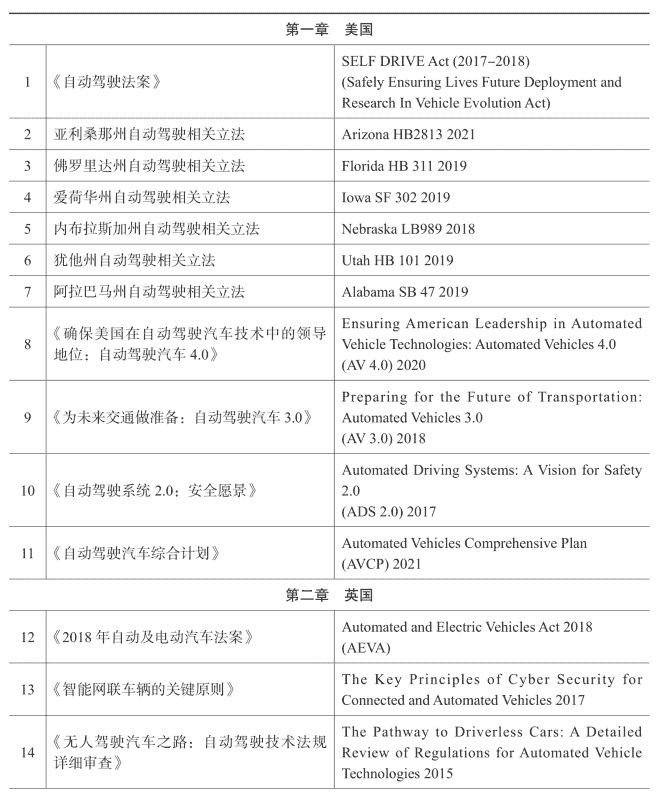 第一章 美国
1 《自动驾驶法案》 SELF DRIVE Act (2017–2018)
(Safely Ensuring Lives Future Deployment and
Research In Vehicle Evolution Act)
2 亚利桑那州自动驾驶相关立法 Arizona HB2813 2021
3 佛罗里达州自动驾驶相关立法 Florida HB 311 2019
4 爱荷华州自动驾驶相关立法 Iowa SF 302 2019
5 内布拉斯加州自动驾驶相关立法 Nebraska LB989 2018
6 犹他州自动驾驶相关立法 Utah HB 101 2019
7 阿拉巴马州自动驾驶相关立法 Alabama SB 47 2019
8 《确保美国在自动驾驶汽车技术中的领导
地位：自动驾驶汽车 4.0》
Ensuring American Leadership in Automated
Vehicle Technologies: Automated Vehicles 4.0
(AV 4.0) 2020
9 《为未来交通做准备：自动驾驶汽车 3.0》
Preparing for the Future of Transportation:
Automated Vehicles 3.0
(AV 3.0) 2018
10 《自动驾驶系统 2.0：安全愿景》
Automated Driving Systems: A Vision for Safety
2.0
(ADS 2.0) 2017
11 《自动驾驶汽车综合计划》
Automated Vehicles Comprehensive Plan
(AVCP) 2021
第二章 英国
12 《2018 年自动及电动汽车法案》
Automated and Electric Vehicles Act 2018
(AEVA)
13 《智能网联车辆的关键原则》
The Key Principles of Cyber Security for
Connected and Automated Vehicles 2017
14 《无人驾驶汽车之路：自动驾驶技术法规
详细审查》
The Pathway to Driverless Cars: A Detailed
Review of Regulations for Automated Vehicle
Technologies 2015